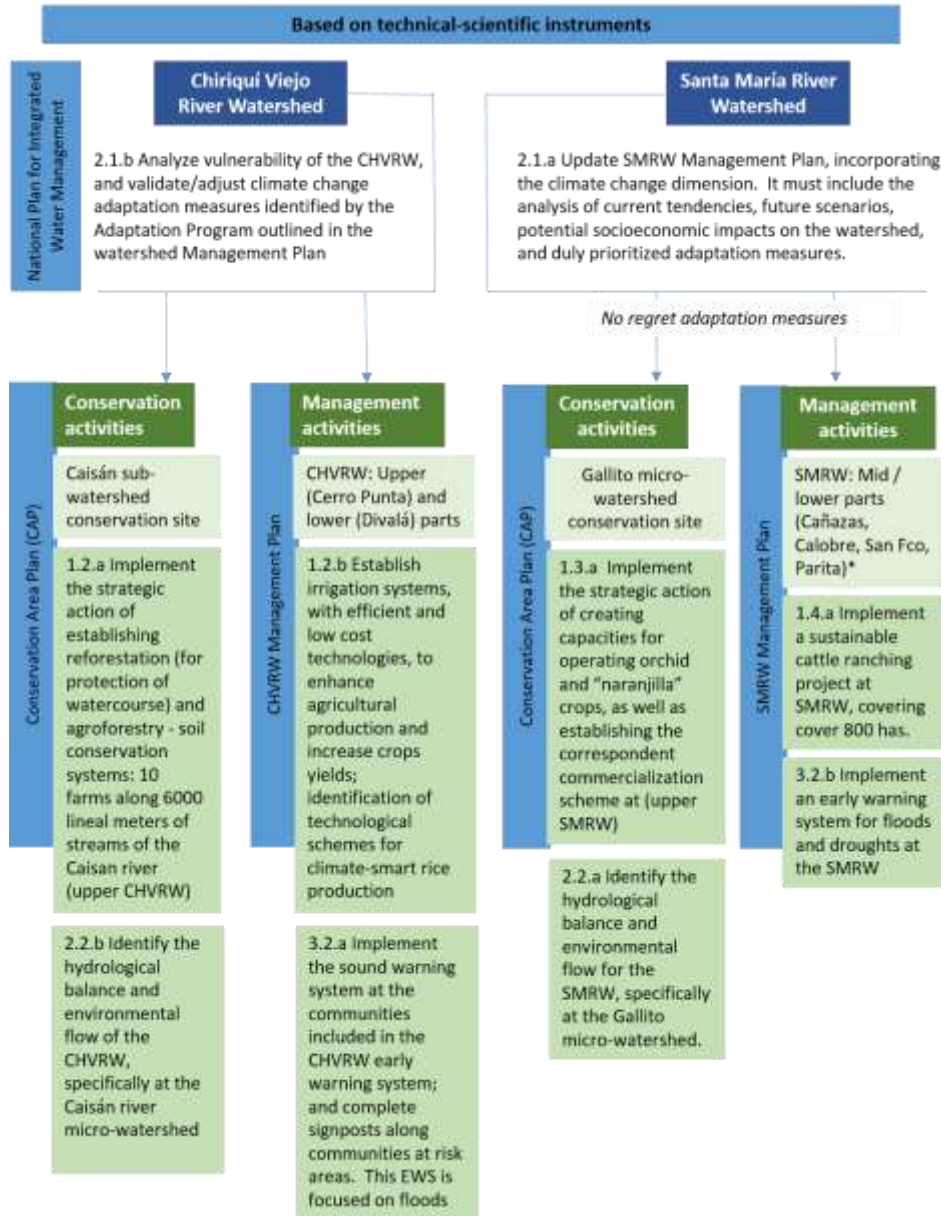 Based on technical-scientific instruments
National Plan for Integrated
Water Management
Chiriquí Viejo
River Watershed
2.1.b Analyze vulnerability of the CHVRW,
and validate/adjust climate change
adaptation measures identified by the
Adaptation Program outlined in the
watershed Management Plan
Santa María River
Watershed
2.1.a Update SMRW Management Plan, incorporating
the climate change dimension. It must include the
analysis of current tendencies, future scenarios,
potential socioeconomic impacts on the watershed,
and duly prioritized adaptation measures.
No regret adaptation measures
Conservation Area Plan (CAP)
Conservation
activities
Caisán sub-
watershed
conservation site
1.2.a Implement
the strategic
action of
establishing
reforestation (for
protection of
watercourse) and
agroforestry - soil
conservation
systems: 10
farms along 6000
lineal meters of
streams of the
Caisan river
(upper CHVRW)
2.2.b Identify the
hydrological
balance and
environmental
flow of the
CHVRW,
specifically at the
Caisán river
micro-watershed
CHVRW Management Plan
Management
activities
CHVRW: Upper
(Cerro Punta) and
lower (Divalá) parts
1.2.b Establish
irrigation systems,
with efficient and
low cost
technologies, to
enhance
agricultural
production and
increase crops
yields;
identification of
technological
schemes for
climate-smart rice
production
3.2.a Implement
the sound warning
system at the
communities
included in the
CHVRW early
warning system;
and complete
signposts along
communities at risk
areas. This EWS is
focused on floods
Conservation Area Plan (CAP)
Conservation
activities
Gallito micro-
watershed
conservation site
1.3.a Implement
the strategic action
of creating
capacities for
operating orchid
and "naranjilla"
crops, as well as
establishing the
correspondent
commercialization
scheme at (upper
SMRW)
2.2.a Identify the
hydrological
balance and
environmental
flow for the
SMRW, specifically
at the Gallito
micro-watershed.
SMRW Management Plan
Management
activities
SMRW: Mid /
lower parts
(Cañazas,
Calobre, San Fco,
Parita)*
1.4.a Implement
a sustainable
cattle ranching
project at
SMRW, covering
cover 800 has.
3.2.b Implement
an early warning
system for floods
and droughts at
the SMRW